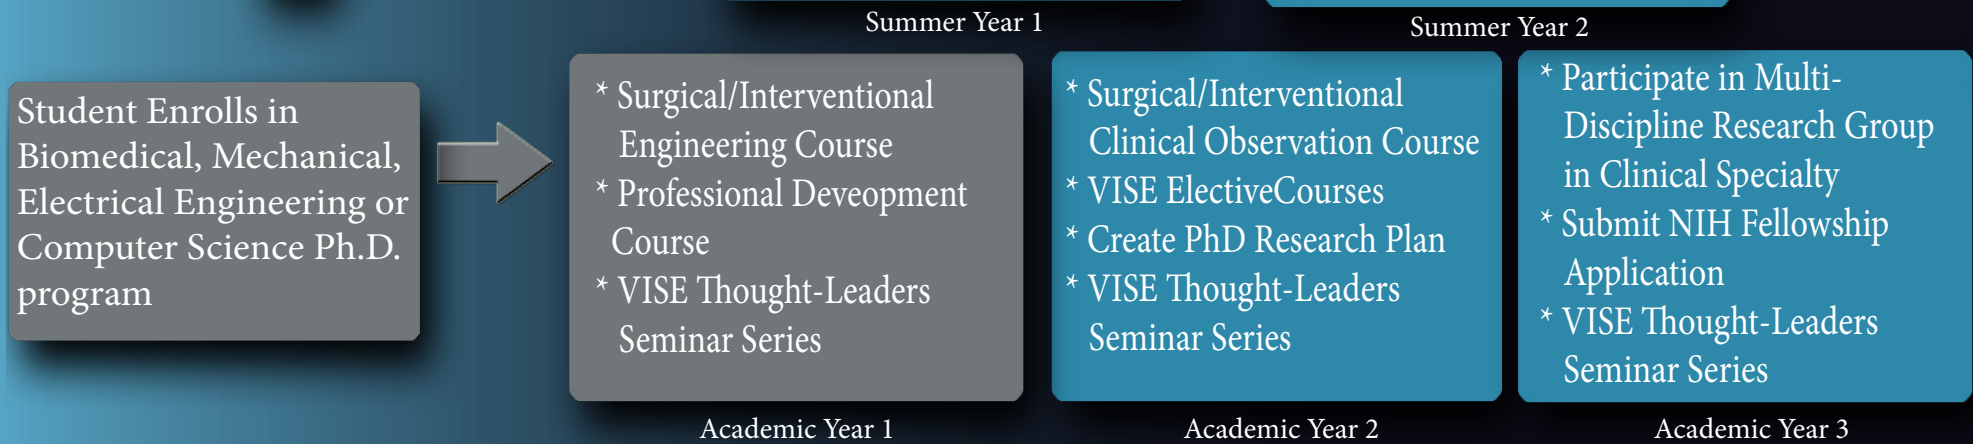 Summer Year 1
Summer Year 2
Student Enrolls in
Biomedical, Mechanical,
Electrical Engineering or
Computer Science Ph.D.
program
* Surgical/Interventional
Engineering Course
* Professional Deveopment
Course
* VISE Thought-Leaders
Seminar Series
Academic Year 1
* Surgical/Interventional
Clinical Observation Course
* VISE ElectiveCourses
* Create PhD Research Plan
* VISE Thought-Leaders
Seminar Series
Academic Year 2
* Participate in Multi-
Discipline Research Group
in Clinical Specialty
* Submit NIH Fellowship
Application
* VISE Thought-Leaders
Seminar Series
Academic Year 3